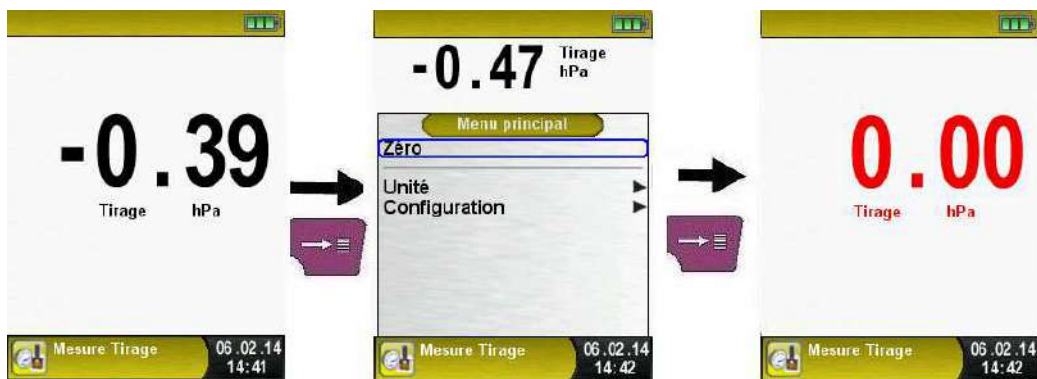 -0.39
Tirage hPa
Mesure Tirage
06.02.14
14:41
-0.47
Tirage
hPa
Menu principal
Zéro
Unité
Configuration
Mesure Tirage
06.02.14
14:42
0.00
Tirage hPa
Mesure Tirage
06.02.14
14:42